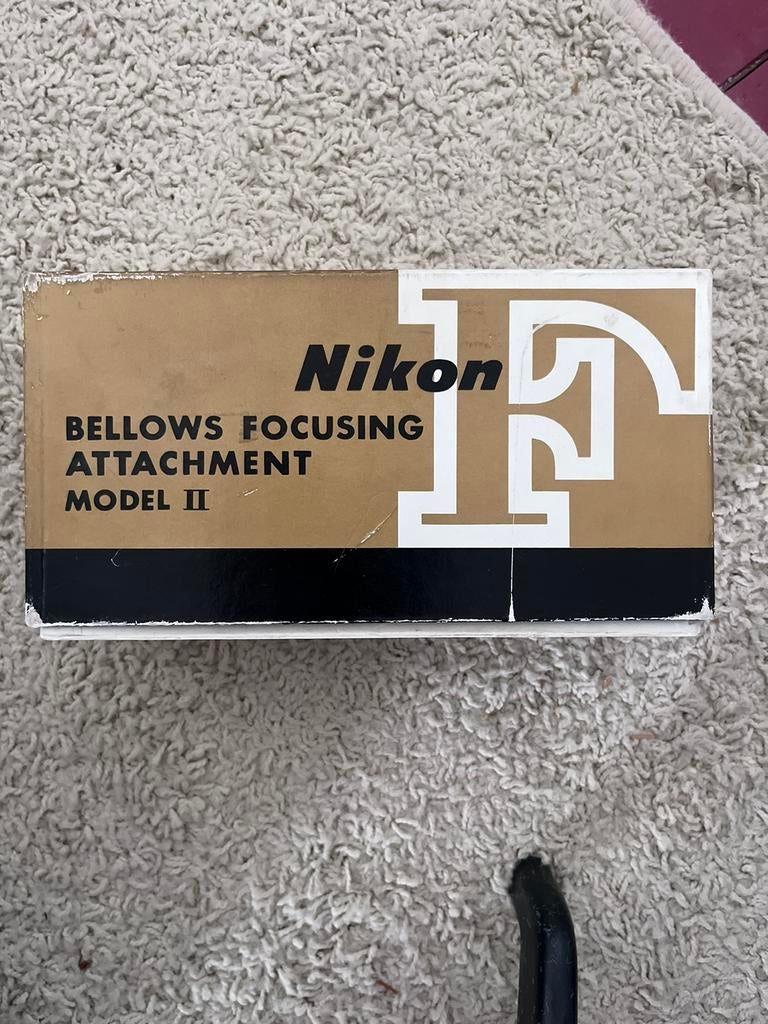 Nikon F
BELLOWS FOCUSING
ATTACHMENT
MODEL II